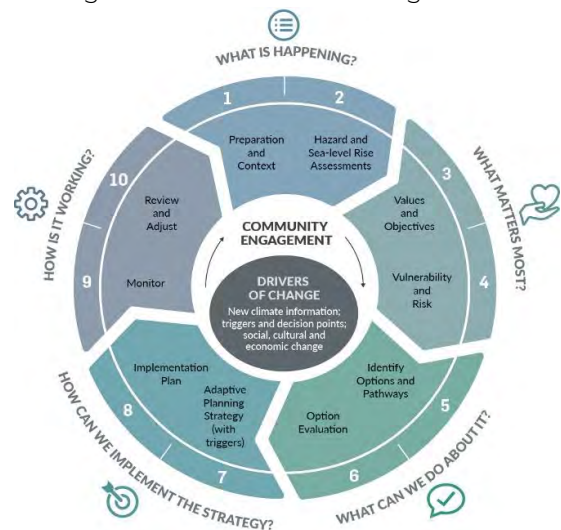 WHAT IS HAPPENING?
1
2
Preparation
and
Context
Hazard and
Sea-level Rise
Assessments
WHAT MATTERS MOST?
3
4
Values
and
Objectives
Vulnerability
and
Risk
WHAT CAN WE DO ABOUT IT?
5
6
Identify
Options and
Pathways
Option
Evaluation
HOW CAN WE IMPLEMENT THE STRATEGY?
7
8
Adaptive
Planning
Strategy
(with
triggers)
Implementation
Plan
HOW IS IT WORKING?
9
10
Monitor
Review
and
Adjust
COMMUNITY
ENGAGEMENT
DRIVERS
OF CHANGE
New climate information;
triggers and decision points;
social, cultural and
economic change